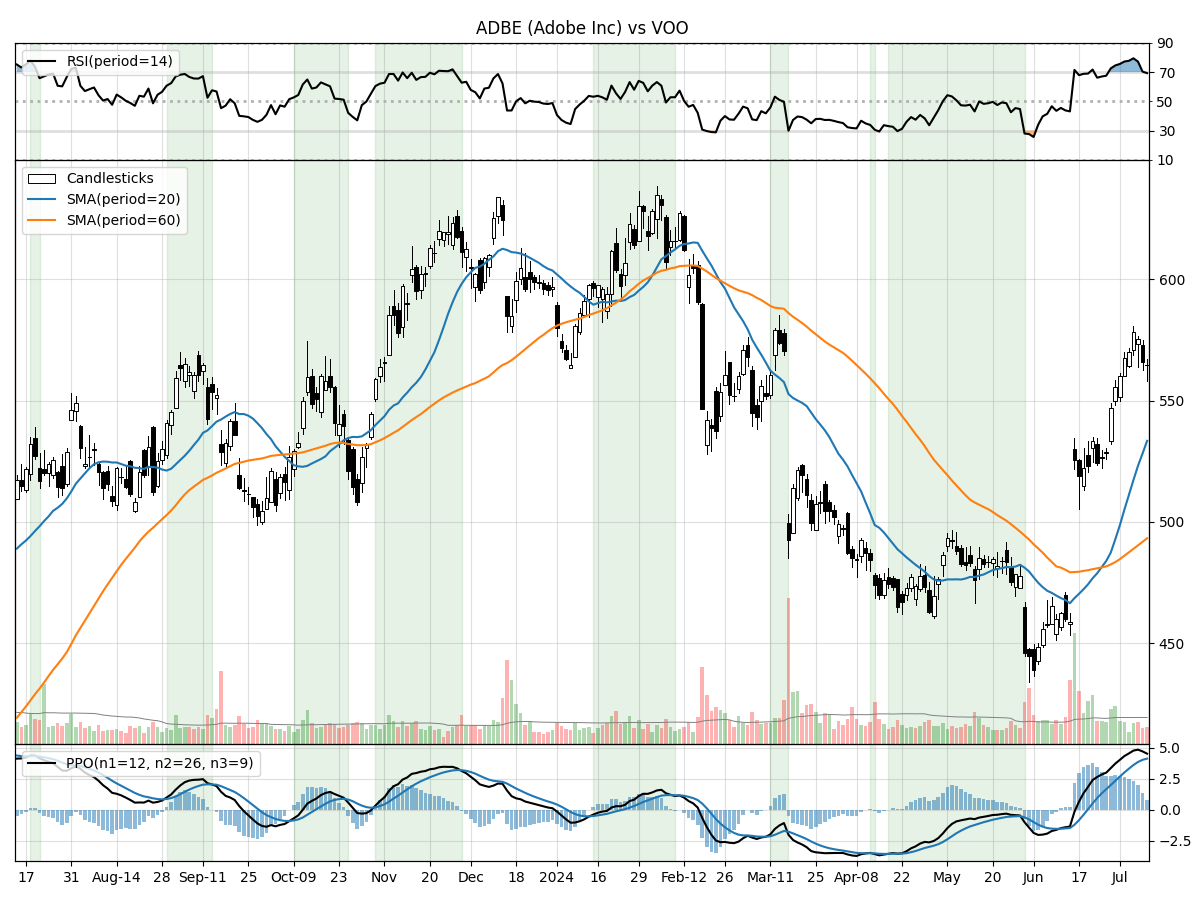 ADBE (Adobe Inc) vs VOO
RSI(period=14)
90
70
50
30
10
Candlesticks
SMA(period=20)
SMA(period=60)
600
550
500
450
PPO(n1=12, n2=26, n3=9)
5.0
2.5
0.0
−2.5
17 31 Aug-14 28 Sep-11 25 Oct-09 23 Nov 20 Dec 18 2024 16 29 Feb-12 26 Mar-11 25 Apr-08 22 May 20 Jun 17 Jul